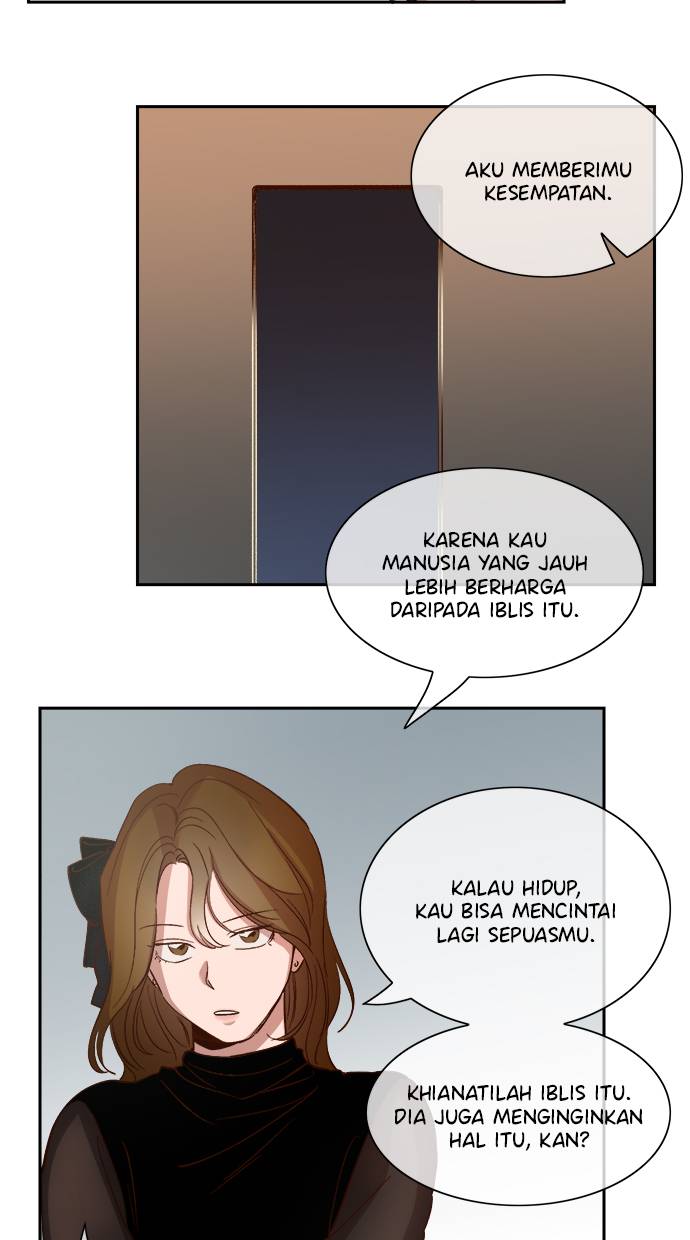 AKU MEMBERIMU
KESEMPATAN.
KARENA KAU
MANUSIA YANG JAUH
LEBIH BERHARGA
DARIPADA IBLIS ITU.
KALAU HIDUP,
KAU BISA MENCINTAI
LAGI SEPUASMU.
KHIANATILAH IBLIS ITU.
DIA JUGA MENGINGINKAN
HAL ITU, KAN?